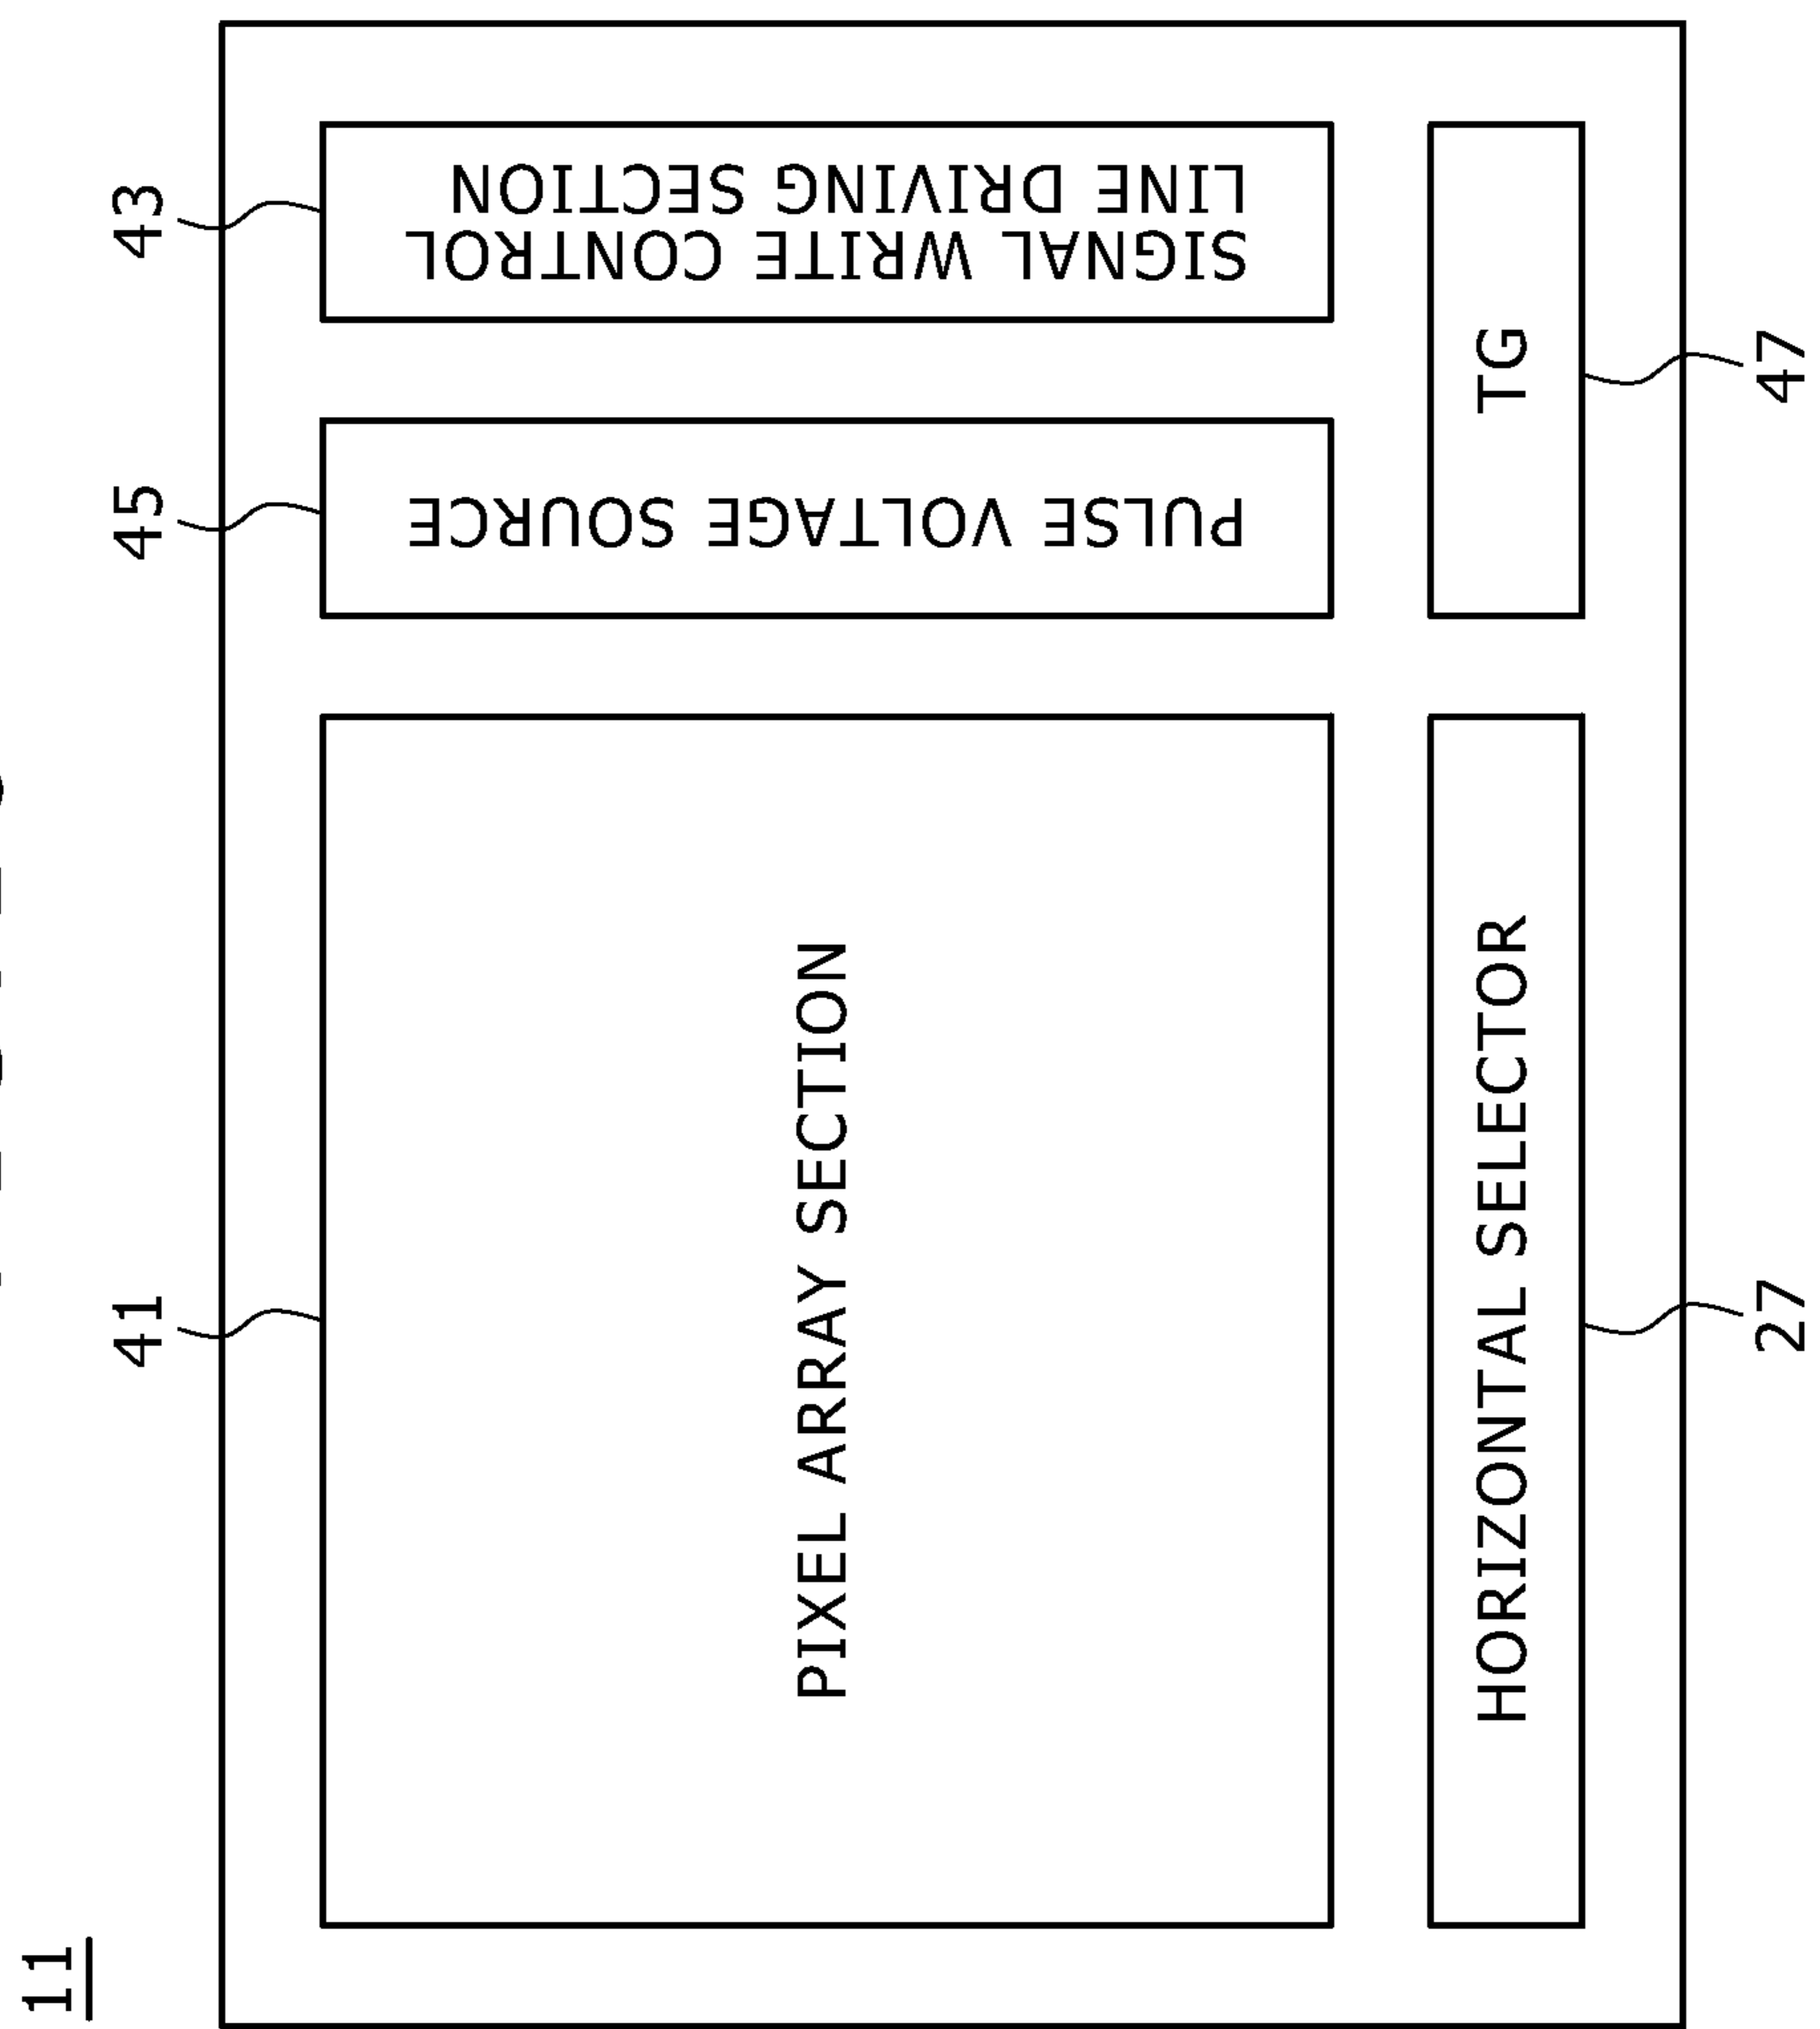 11
41
45
43
PIXEL ARRAY SECTION
PULSE VOLTAGE SOURCE
SIGNAL WRITE CONTROL
LINE DRIVING SECTION
HORIZONTAL SELECTOR
TG
27
47